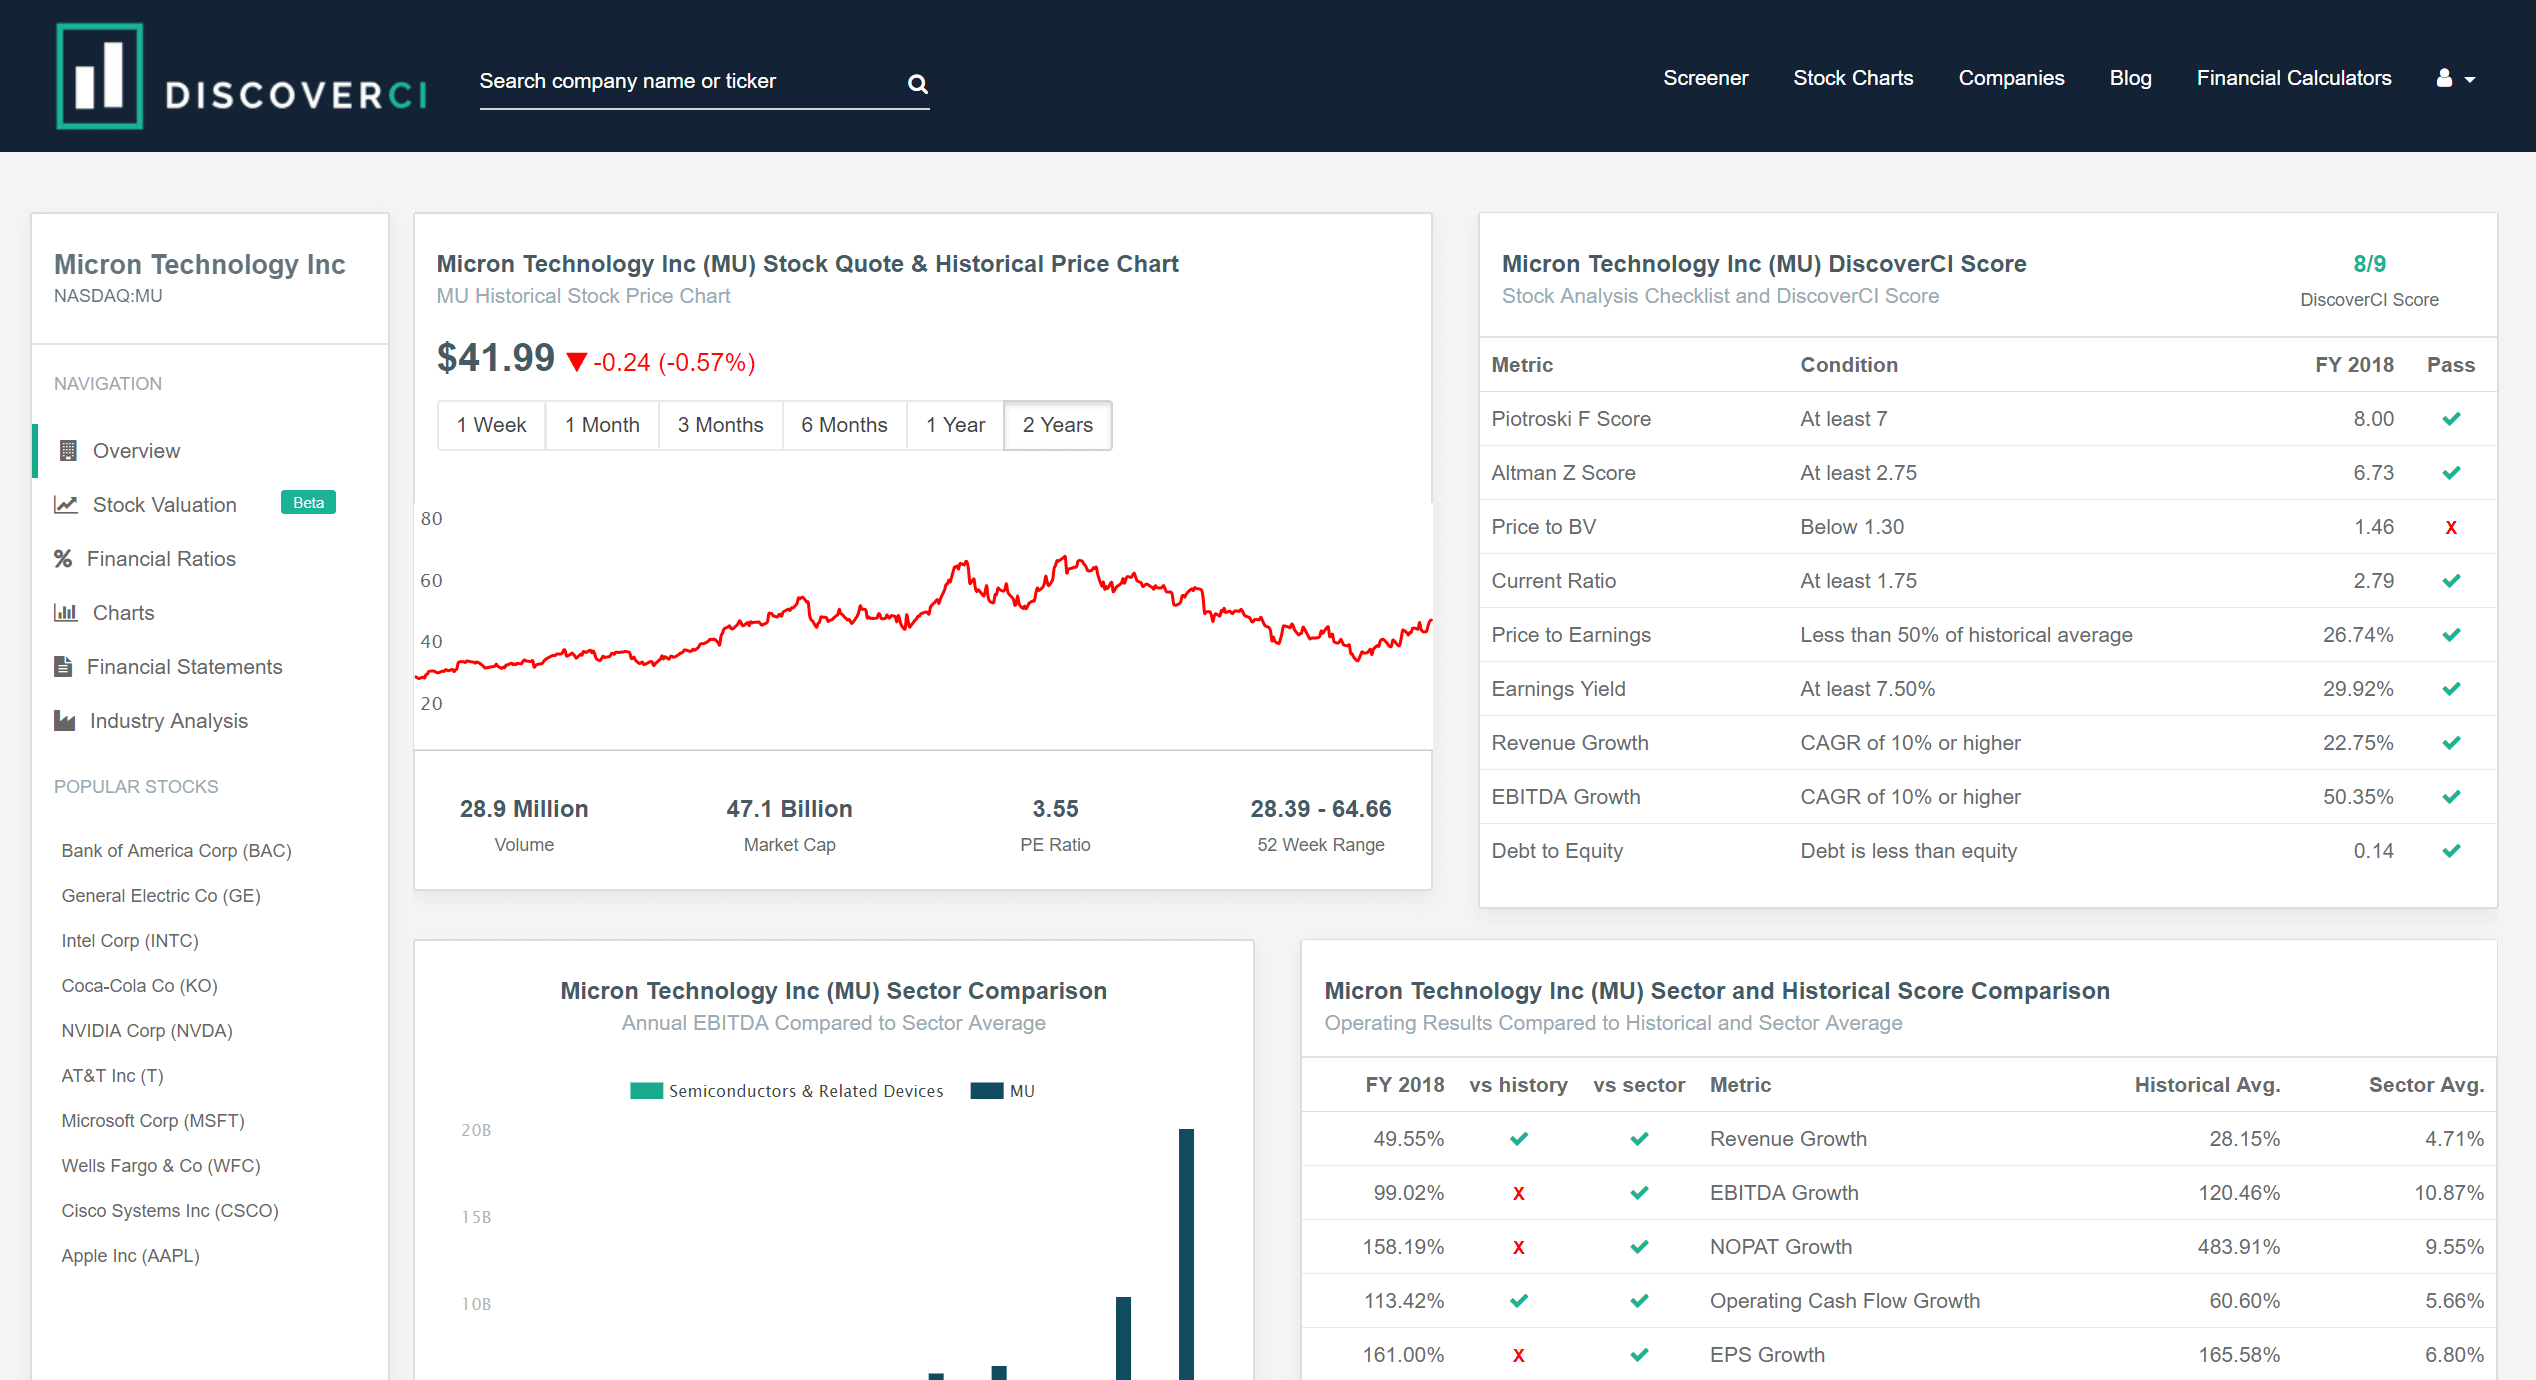 DISCOVERCI
Search company name or ticker
Screener Stock Charts Companies Blog Financial Calculators
Micron Technology Inc
NASDAQ:MU
NAVIGATION
Overview
Stock Valuation Beta
Financial Ratios
Charts
Financial Statements
Industry Analysis
POPULAR STOCKS
Bank of America Corp (BAC)
General Electric Co (GE)
Intel Corp (INTC)
Coca-Cola Co (KO)
NVIDIA Corp (NVDA)
AT&T Inc (T)
Microsoft Corp (MSFT)
Wells Fargo & Co (WFC)
Cisco Systems Inc (CSCO)
Apple Inc (AAPL)
Micron Technology Inc (MU) Stock Quote & Historical Price Chart
MU Historical Stock Price Chart
$41.99 ▼ -0.24 (-0.57%)
1 Week 1 Month 3 Months 6 Months 1 Year 2 Years
80
60
40
20
28.9 Million 47.1 Billion 3.55 28.39 - 64.66
Volume Market Cap PE Ratio 52 Week Range
Micron Technology Inc (MU) DiscoverCI Score 8/9
Stock Analysis Checklist and DiscoverCI Score DiscoverCI Score
Metric Condition FY 2018 Pass
Piotroski F Score At least 7 8.00 ✓
Altman Z Score At least 2.75 6.73 ✓
Price to BV Below 1.30 1.46 x
Current Ratio At least 1.75 2.79 ✓
Price to Earnings Less than 50% of historical average 26.74% ✓
Earnings Yield At least 7.50% 29.92% ✓
Revenue Growth CAGR of 10% or higher 22.75% ✓
EBITDA Growth CAGR of 10% or higher 50.35% ✓
Debt to Equity Debt is less than equity 0.14 ✓
Micron Technology Inc (MU) Sector Comparison
Annual EBITDA Compared to Sector Average
Semiconductors & Related Devices MU
20B
15B
10B
Micron Technology Inc (MU) Sector and Historical Score Comparison
Operating Results Compared to Historical and Sector Average
FY 2018 vs history vs sector Metric Historical Avg. Sector Avg.
49.55% ✓ ✓ Revenue Growth 28.15% 4.71%
99.02% x ✓ EBITDA Growth 120.46% 10.87%
158.19% x ✓ NOPAT Growth 483.91% 9.55%
113.42% ✓ ✓ Operating Cash Flow Growth 60.60% 5.66%
161.00% x ✓ EPS Growth 165.58% 6.80%